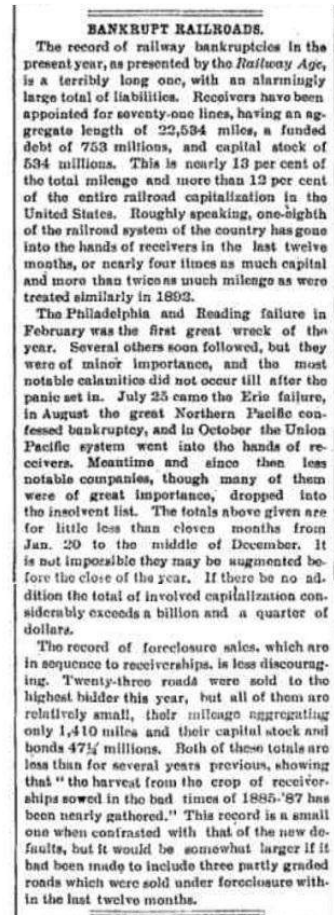 BANKRUPT RAILROADS.
The record of railway bankruptcies in the
present year, as presented by the Railway Age,
is a terribly long one, with an alarmingly
large total of liabilities. Receivers have been
appointed for seventy-one lines, having an ag-
gregate length of 22,534 miles, a funded
debt of 753 millions, and capital stock of
534 millions. This is nearly 13 per cent of
the total mileage and more than 12 per cent
of the entire railroad capitalization in the
United States. Roughly speaking, one-eighth
of the railroad system of the country has gone
into the hands of receivers in the last twelve
months, or nearly four times as much capital
and more than twice as much mileage as were
treated similarly in 1892.
The Philadelphia and Reading failure in
February was the first great wreck of the
year. Several others soon followed, but they
were of minor importance, and the most
notable calamities did not occur till after the
panic set in. July 25 came the Erie failure,
in August the great Northern Pacific con-
fessed bankruptcy, and in October the Union
Pacific system went into the hands of re-
ceivers. Meantime and since then less
notable companies, though many of them
were of great importance, dropped into
the insolvent list. The totals above given are
for little less than eleven months from
Jan. 20 to the middle of December. It
is not impossible they may be augmented be-
fore the close of the year. If there be no ad-
dition the total of involved capitalization con-
siderably exceeds a billion and a quarter of
dollars.
The record of foreclosure sales, which are
in sequence to receiverships, is less discourag-
ing. Twenty-three roads were sold to the
highest bidder this year, but all of them are
relatively small, their mileage aggregating
only 1,410 miles and their capital stock and
bonds 47¼ millions. Both of these totals are
less than for several years previous, showing
that "the harvest from the crop of receiver-
ships sowed in the bad times of 1885-'87 has
been nearly gathered." This record is a small
one when contrasted with that of the new de-
faults, but it would be somewhat larger if it
had been made to include three partly graded
roads which were sold under foreclosure with-
in the last twelve months.